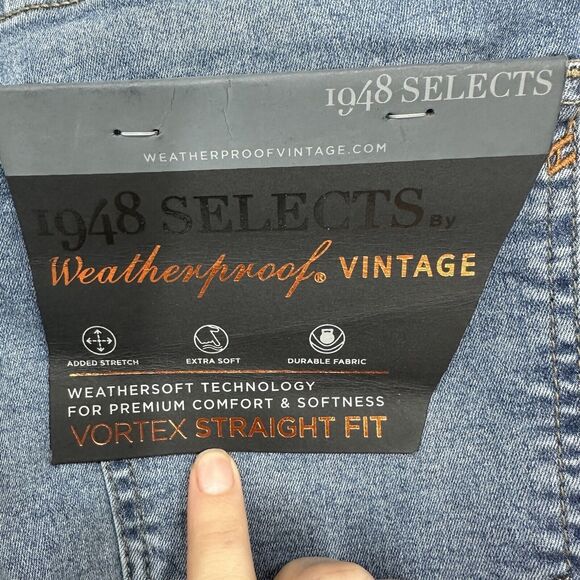 1948 SELECTS
WEATHERPROOFVINTAGE.COM
1948 SELECTS By
Weatherproof® VINTAGE
ADDED STRETCH EXTRA SOFT DURABLE FABRIC
WEATHERSOFT TECHNOLOGY
FOR PREMIUM COMFORT & SOFTNESS
VORTEX STRAIGHT FIT